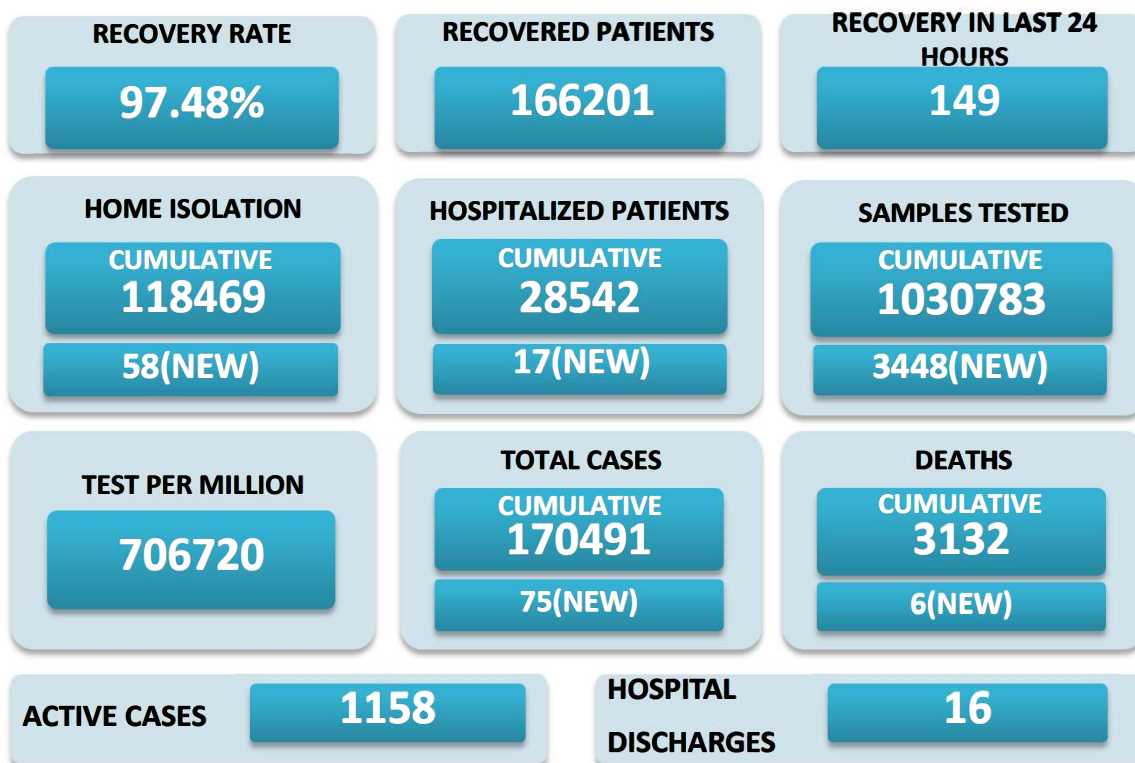 RECOVERY RATE
97.48%
RECOVERED PATIENTS
166201
RECOVERY IN LAST 24
HOURS
149
HOME ISOLATION
CUMULATIVE
118469
58(NEW)
HOSPITALIZED PATIENTS
CUMULATIVE
28542
17(NEW)
SAMPLES TESTED
CUMULATIVE
1030783
3448(NEW)
TEST PER MILLION
706720
TOTAL CASES
CUMULATIVE
170491
75(NEW)
DEATHS
CUMULATIVE
3132
6(NEW)
ACTIVE CASES
1158
HOSPITAL
DISCHARGES
16